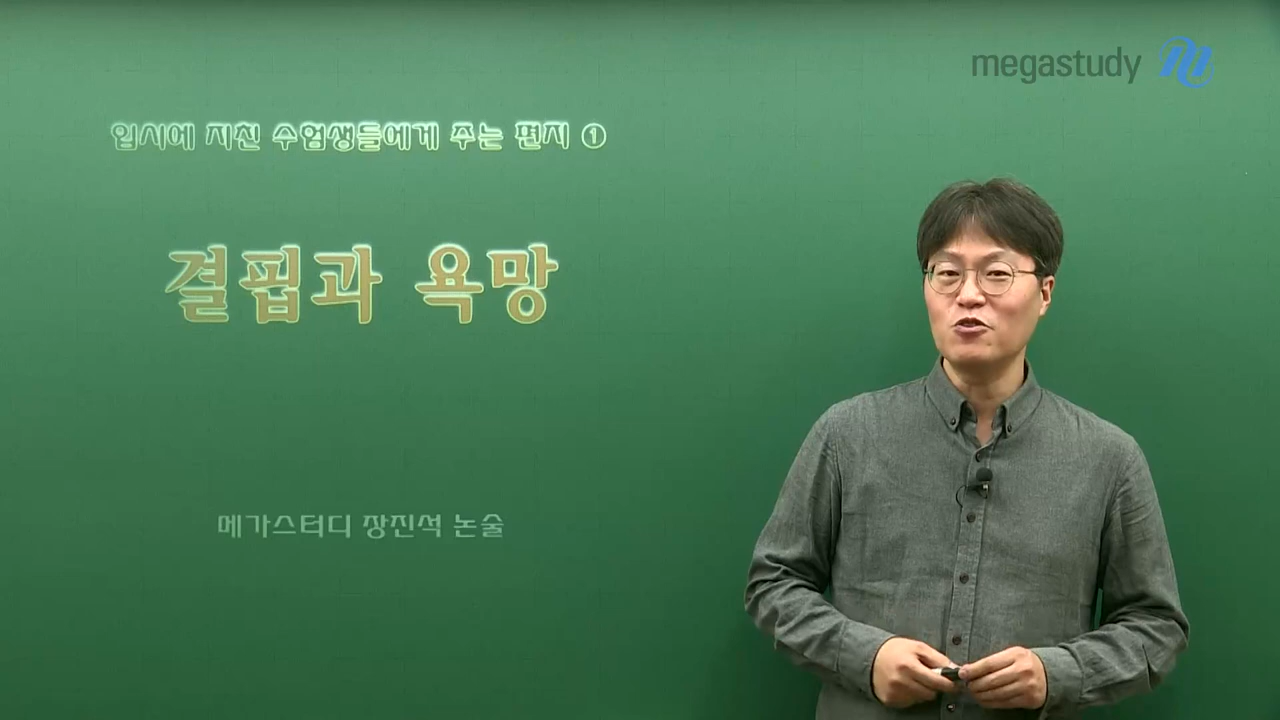 megastudy
입시에 지친 수험생들에게 주는 편지 ①
결핍과 욕망
메가스터디 장진석 논술